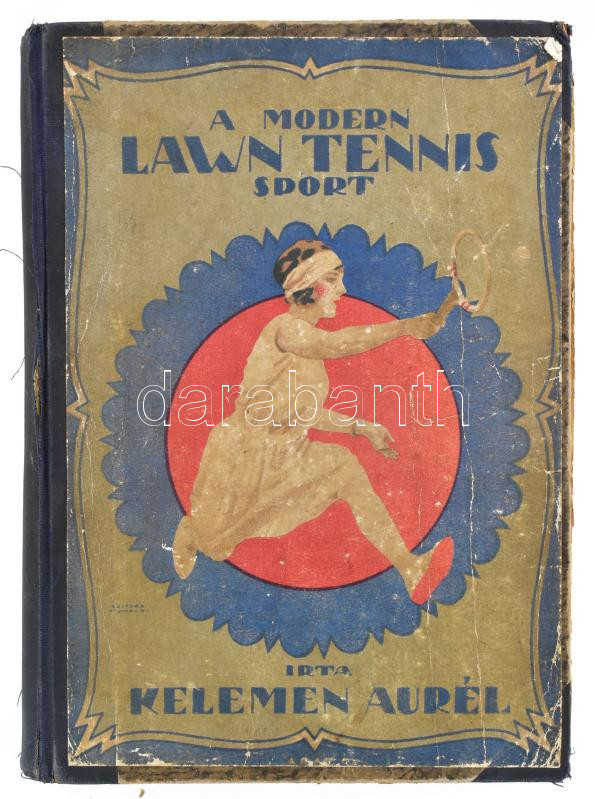 A MODERN
LAWN TENNIS
SPORT
darabanth
IRTA
KELEMEN AURÉL